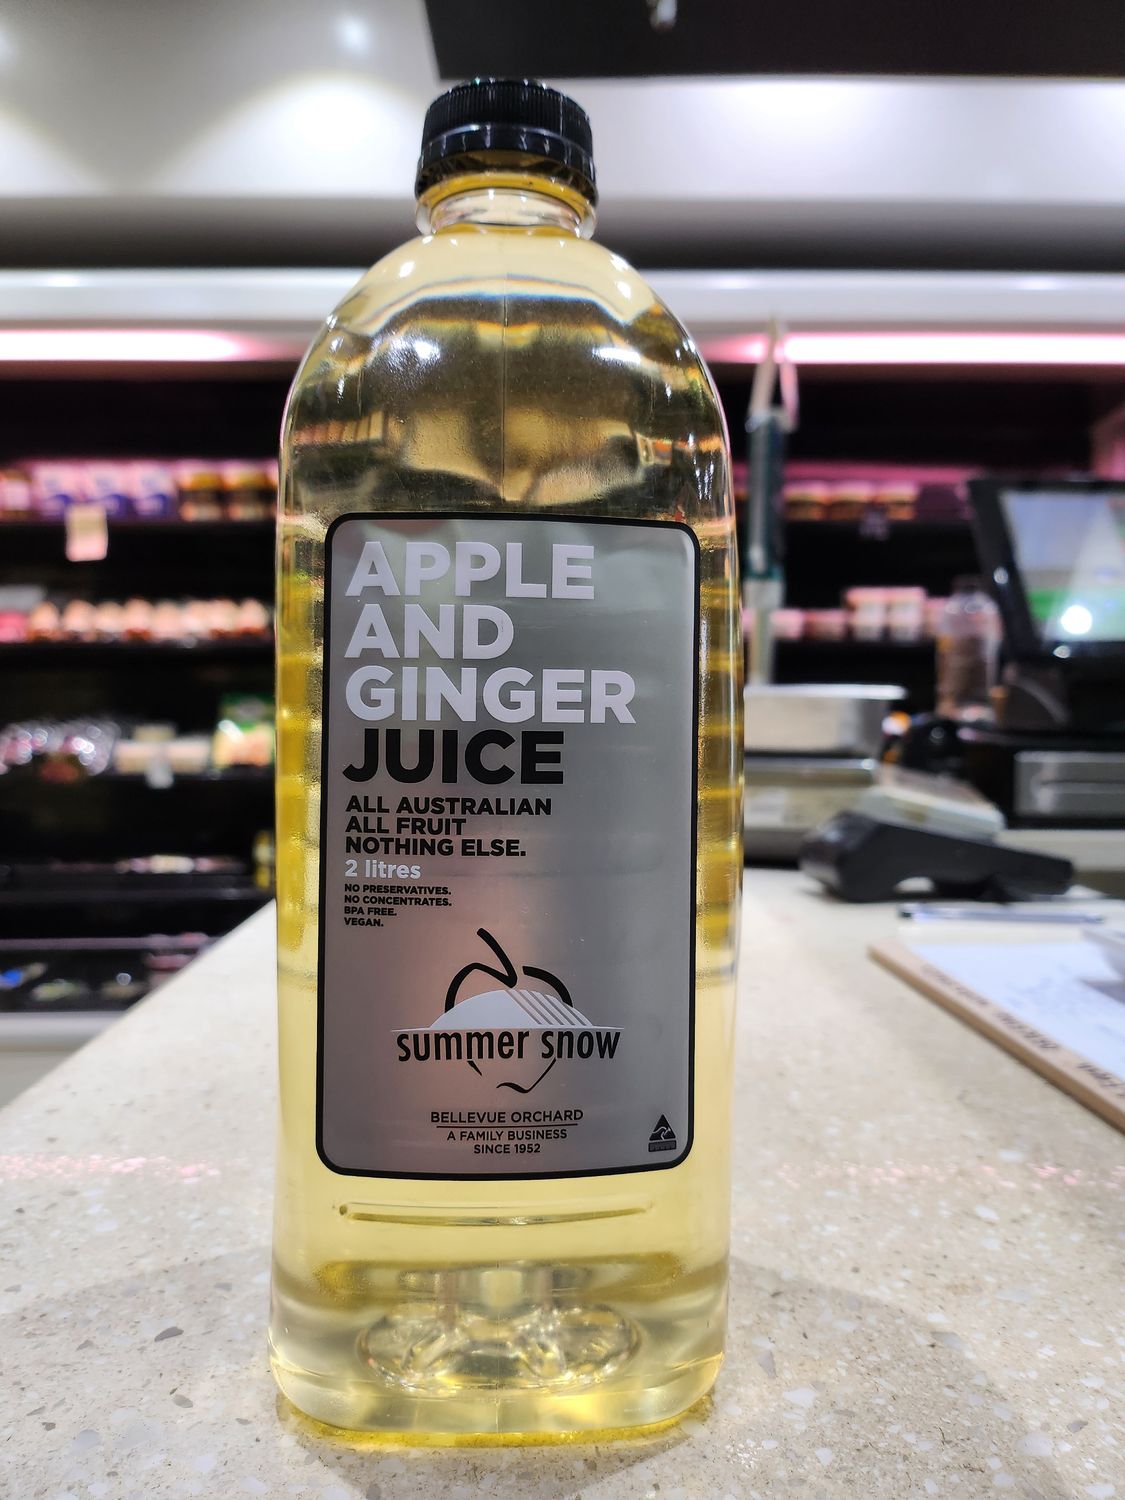 APPLE
AND
GINGER
JUICE
ALL AUSTRALIAN
ALL FRUIT
NOTHING ELSE.
2 litres
NO PRESERVATIVES.
NO CONCENTRATES.
BPA FREE.
VEGAN.
summer snow
BELLEVUE ORCHARD
A FAMILY BUSINESS
SINCE 1952